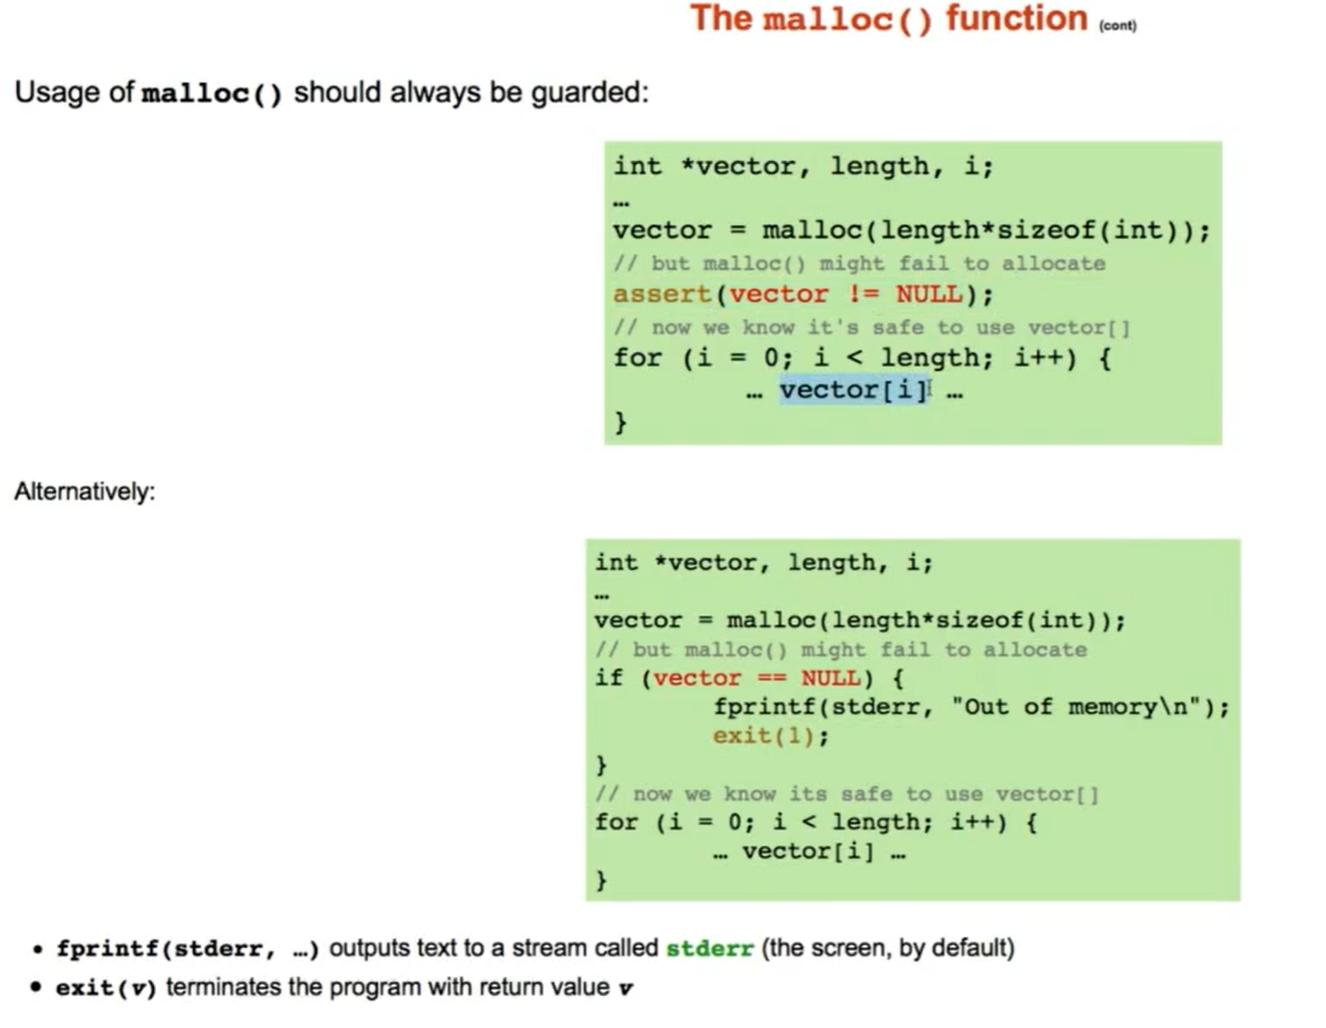 The malloc() function (cont)
Usage of malloc() should always be guarded:
int *vector, length, i;
…
vector = malloc(length*sizeof(int));
// but malloc() might fail to allocate
assert(vector != NULL);
// now we know it's safe to use vector[]
for (i = 0; i < length; i++) {
… vector[i] …
}
Alternatively:
int *vector, length, i;
…
vector = malloc(length*sizeof(int));
// but malloc() might fail to allocate
if (vector == NULL) {
fprintf(stderr, "Out of memory\n");
exit(1);
}
// now we know its safe to use vector[]
for (i = 0; i < length; i++) {
… vector[i] …
}
• fprintf(stderr, …) outputs text to a stream called stderr (the screen, by default)
• exit(v) terminates the program with return value v